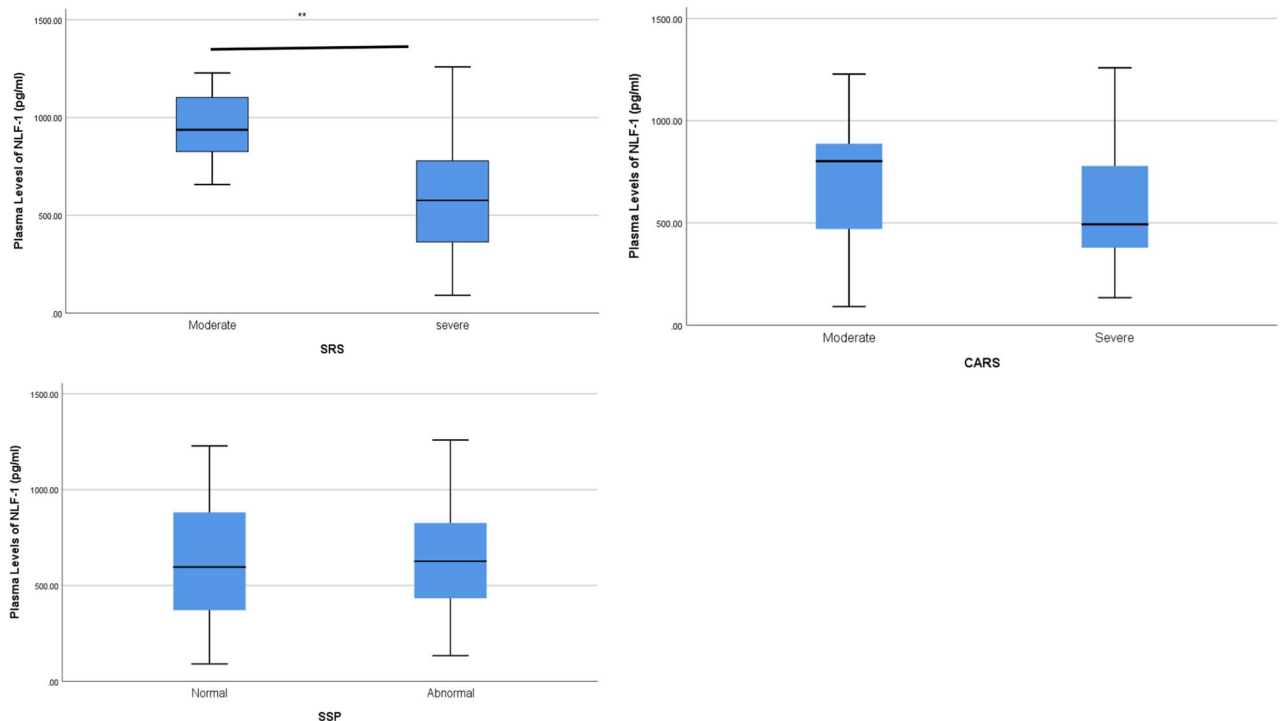 **
Plasma Levesl of NLF-1 (pg/ml)
1500.00
1000.00
500.00
.00
Moderate severe
SRS
Plasma Levels of NLF-1 (pg/ml)
1500.00
1000.00
500.00
.00
Moderate Severe
CARS
Plasma Levels of NLF-1 (pg/ml)
1500.00
1000.00
500.00
.00
Normal Abnormal
SSP